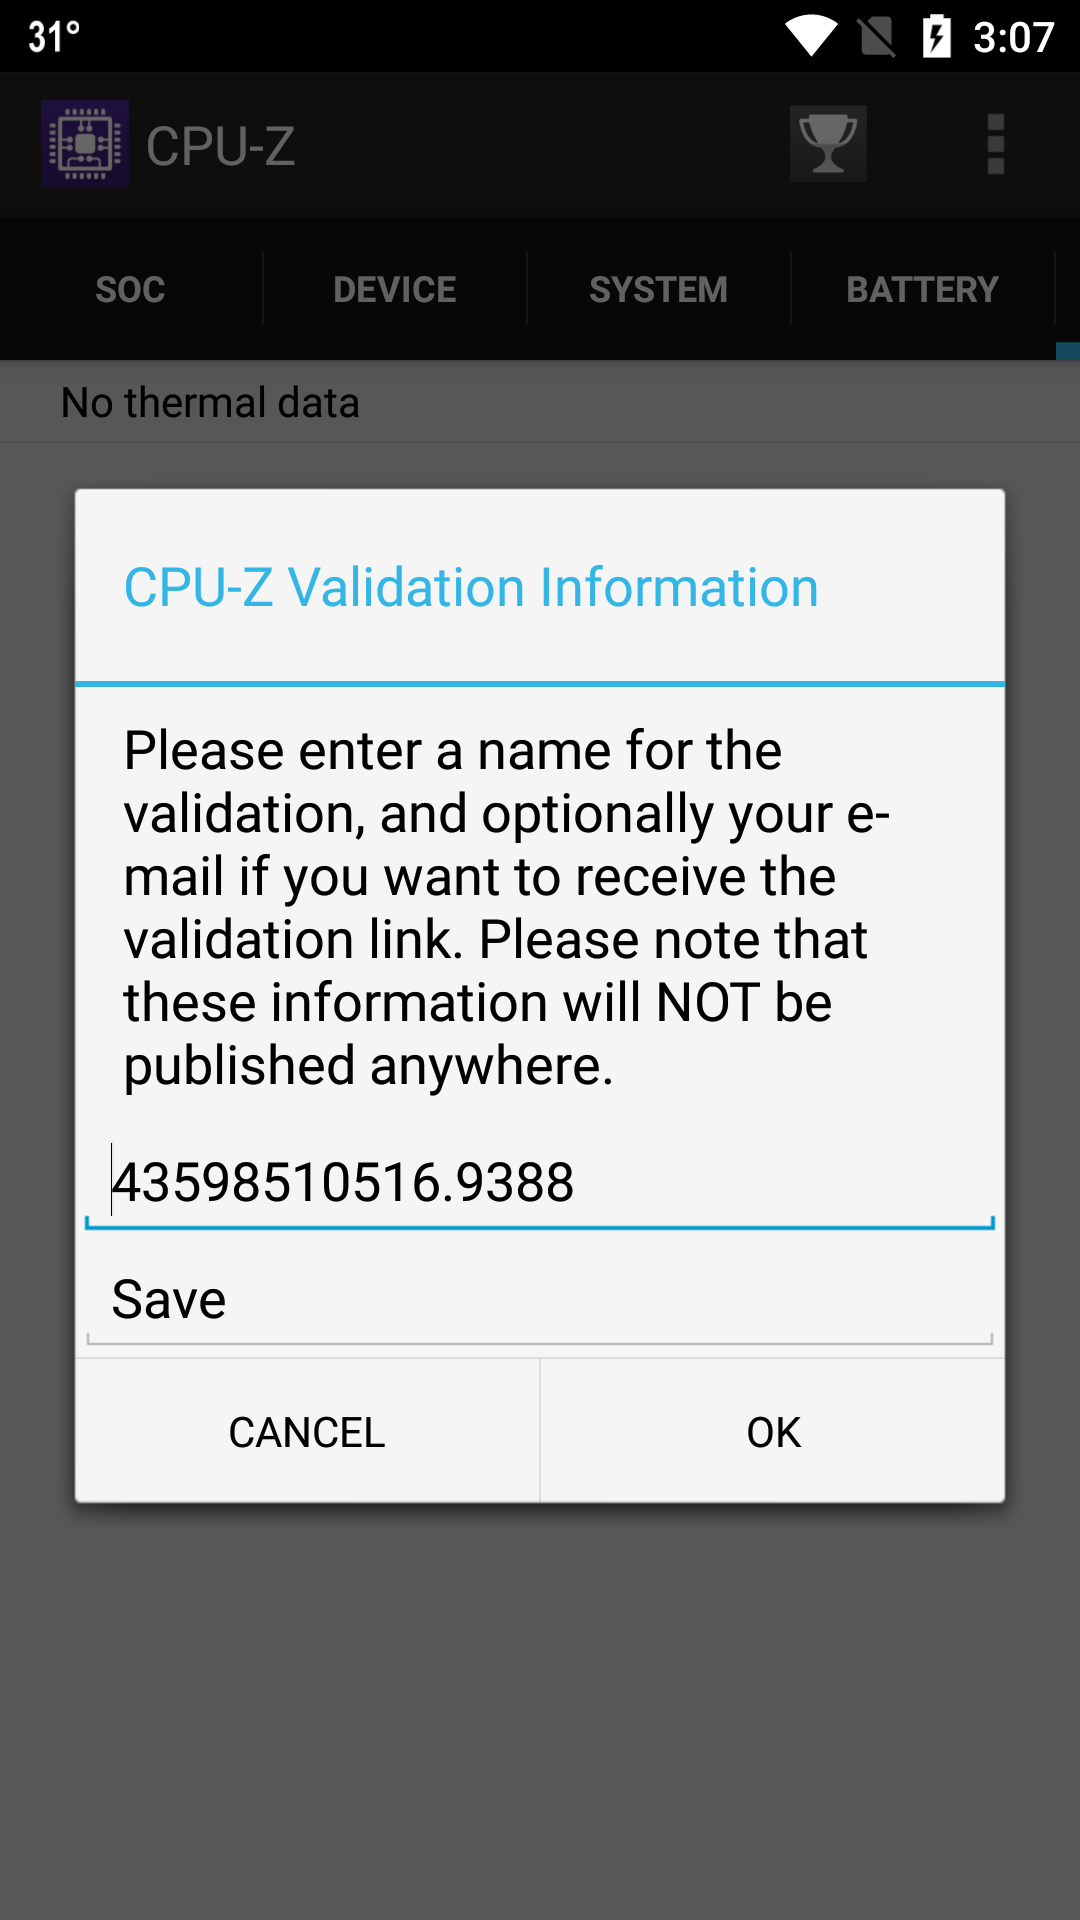 31° 3:07
CPU-Z
SOC DEVICE SYSTEM BATTERY
No thermal data
CPU-Z Validation Information
Please enter a name for the
validation, and optionally your e-
mail if you want to receive the
validation link. Please note that
these information will NOT be
published anywhere.
43598510516.9388
Save
CANCEL OK